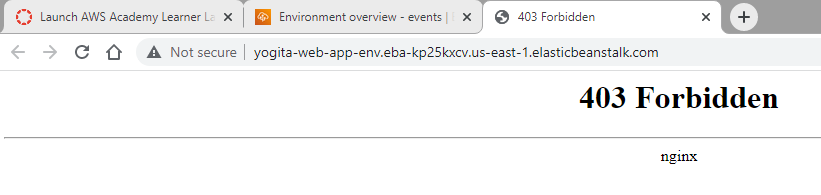 Launch AWS Academy Learner La
Environment overview - events |
403 Forbidden
Not secure
yogita-web-app-env.eba-kp25kxcv.us-east-1.elasticbeanstalk.com
403 Forbidden
nginx